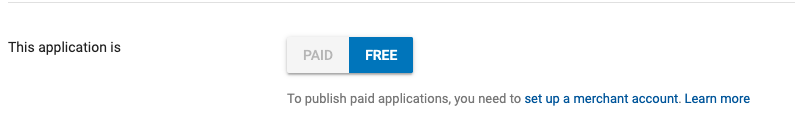 This application is
PAID FREE
To publish paid applications, you need to set up a merchant account. Learn more